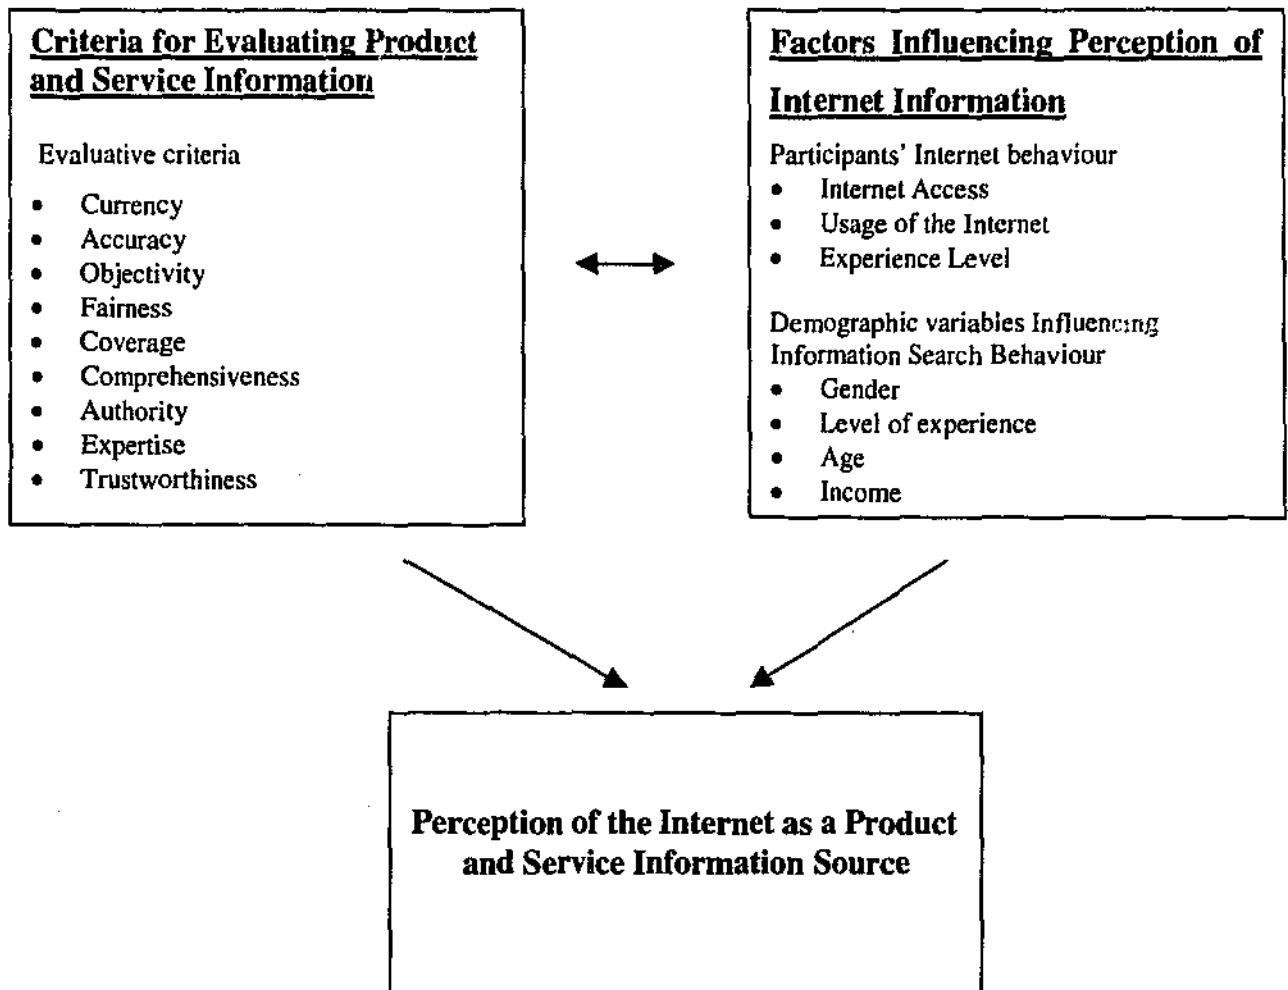 Criteria for Evaluating Product
and Service Information
Evaluative criteria
• Currency
• Accuracy
• Objectivity
• Fairness
• Coverage
• Comprehensiveness
• Authority
• Expertise
• Trustworthiness
Factors Influencing Perception of
Internet Information
Participants' Internet behaviour
• Internet Access
• Usage of the Internet
• Experience Level
Demographic variables Influencing
Information Search Behaviour
• Gender
• Level of experience
• Age
• Income
Perception of the Internet as a Product
and Service Information Source